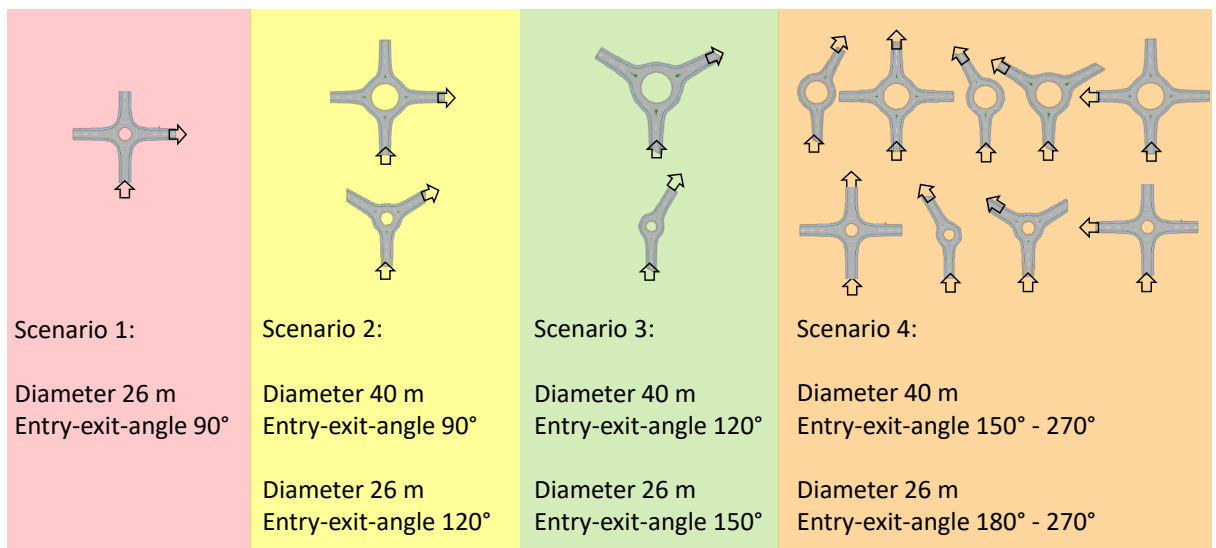 Scenario 1:
Diameter 26 m
Entry-exit-angle 90°
Scenario 2:
Diameter 40 m
Entry-exit-angle 90°
Diameter 26 m
Entry-exit-angle 120°
Scenario 3:
Diameter 40 m
Entry-exit-angle 120°
Diameter 26 m
Entry-exit-angle 150°
Scenario 4:
Diameter 40 m
Entry-exit-angle 150° - 270°
Diameter 26 m
Entry-exit-angle 180° - 270°